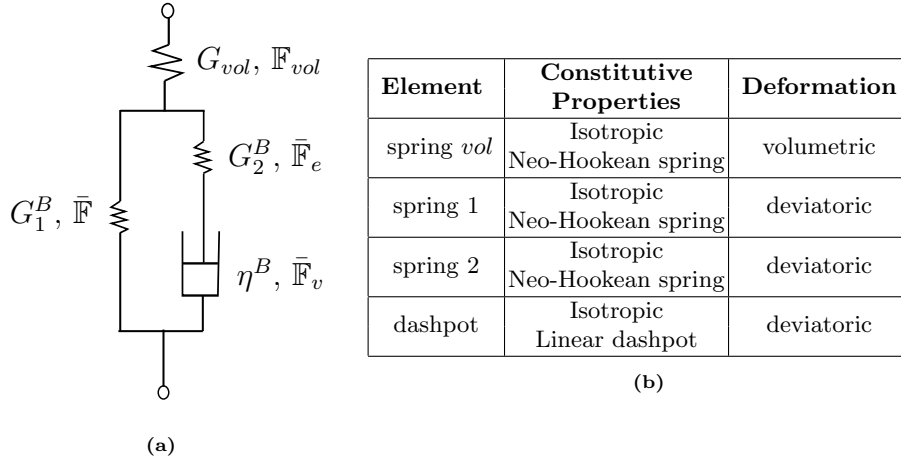 G_{vol}, 𝔽_{vol}
G_2^B, 𝔽̄_e
G_1^B, 𝔽̄
η^B, 𝔽̄_v
(a)
Element Constitutive Properties Deformation
spring vol Isotropic Neo-Hookean spring volumetric
spring 1 Isotropic Neo-Hookean spring deviatoric
spring 2 Isotropic Neo-Hookean spring deviatoric
dashpot Isotropic Linear dashpot deviatoric
(b)